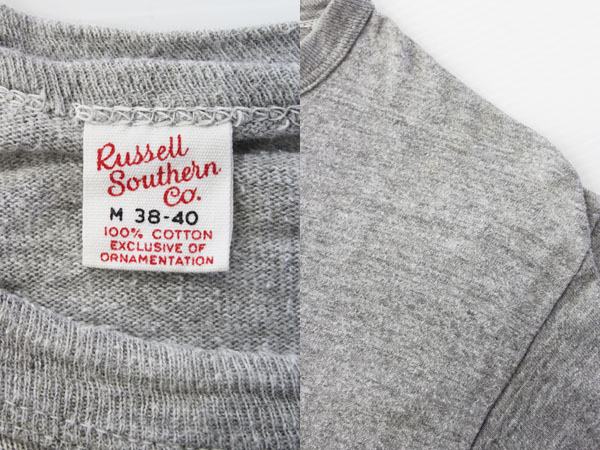 Russell
Southern
Co.
M 38-40
100% COTTON
EXCLUSIVE OF
ORNAMENTATION